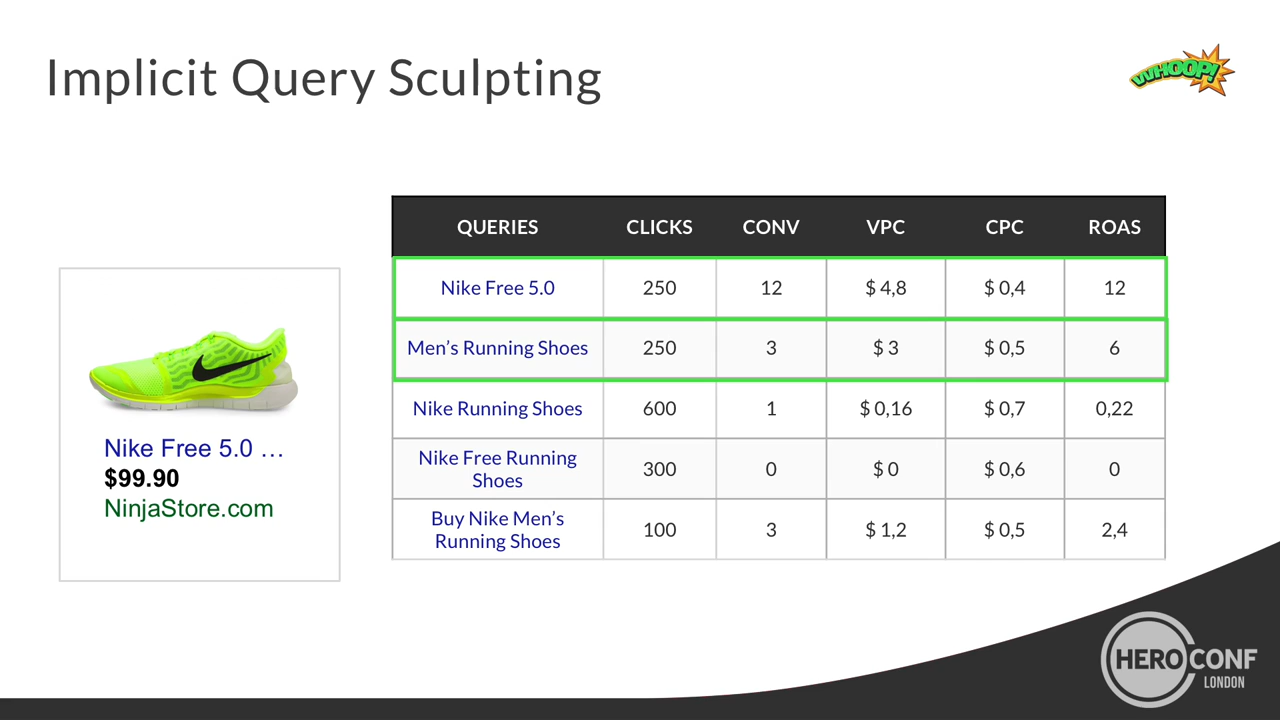 Implicit Query Sculpting
WHOOP!
QUERIES CLICKS CONV VPC CPC ROAS
Nike Free 5.0 250 12 $ 4,8 $ 0,4 12
Men’s Running Shoes 250 3 $ 3 $ 0,5 6
Nike Running Shoes 600 1 $ 0,16 $ 0,7 0,22
Nike Free Running
Shoes 300 0 $ 0 $ 0,6 0
Buy Nike Men’s
Running Shoes 100 3 $ 1,2 $ 0,5 2,4
Nike Free 5.0 ...
$99.90
NinjaStore.com
HEROCONF
LONDON